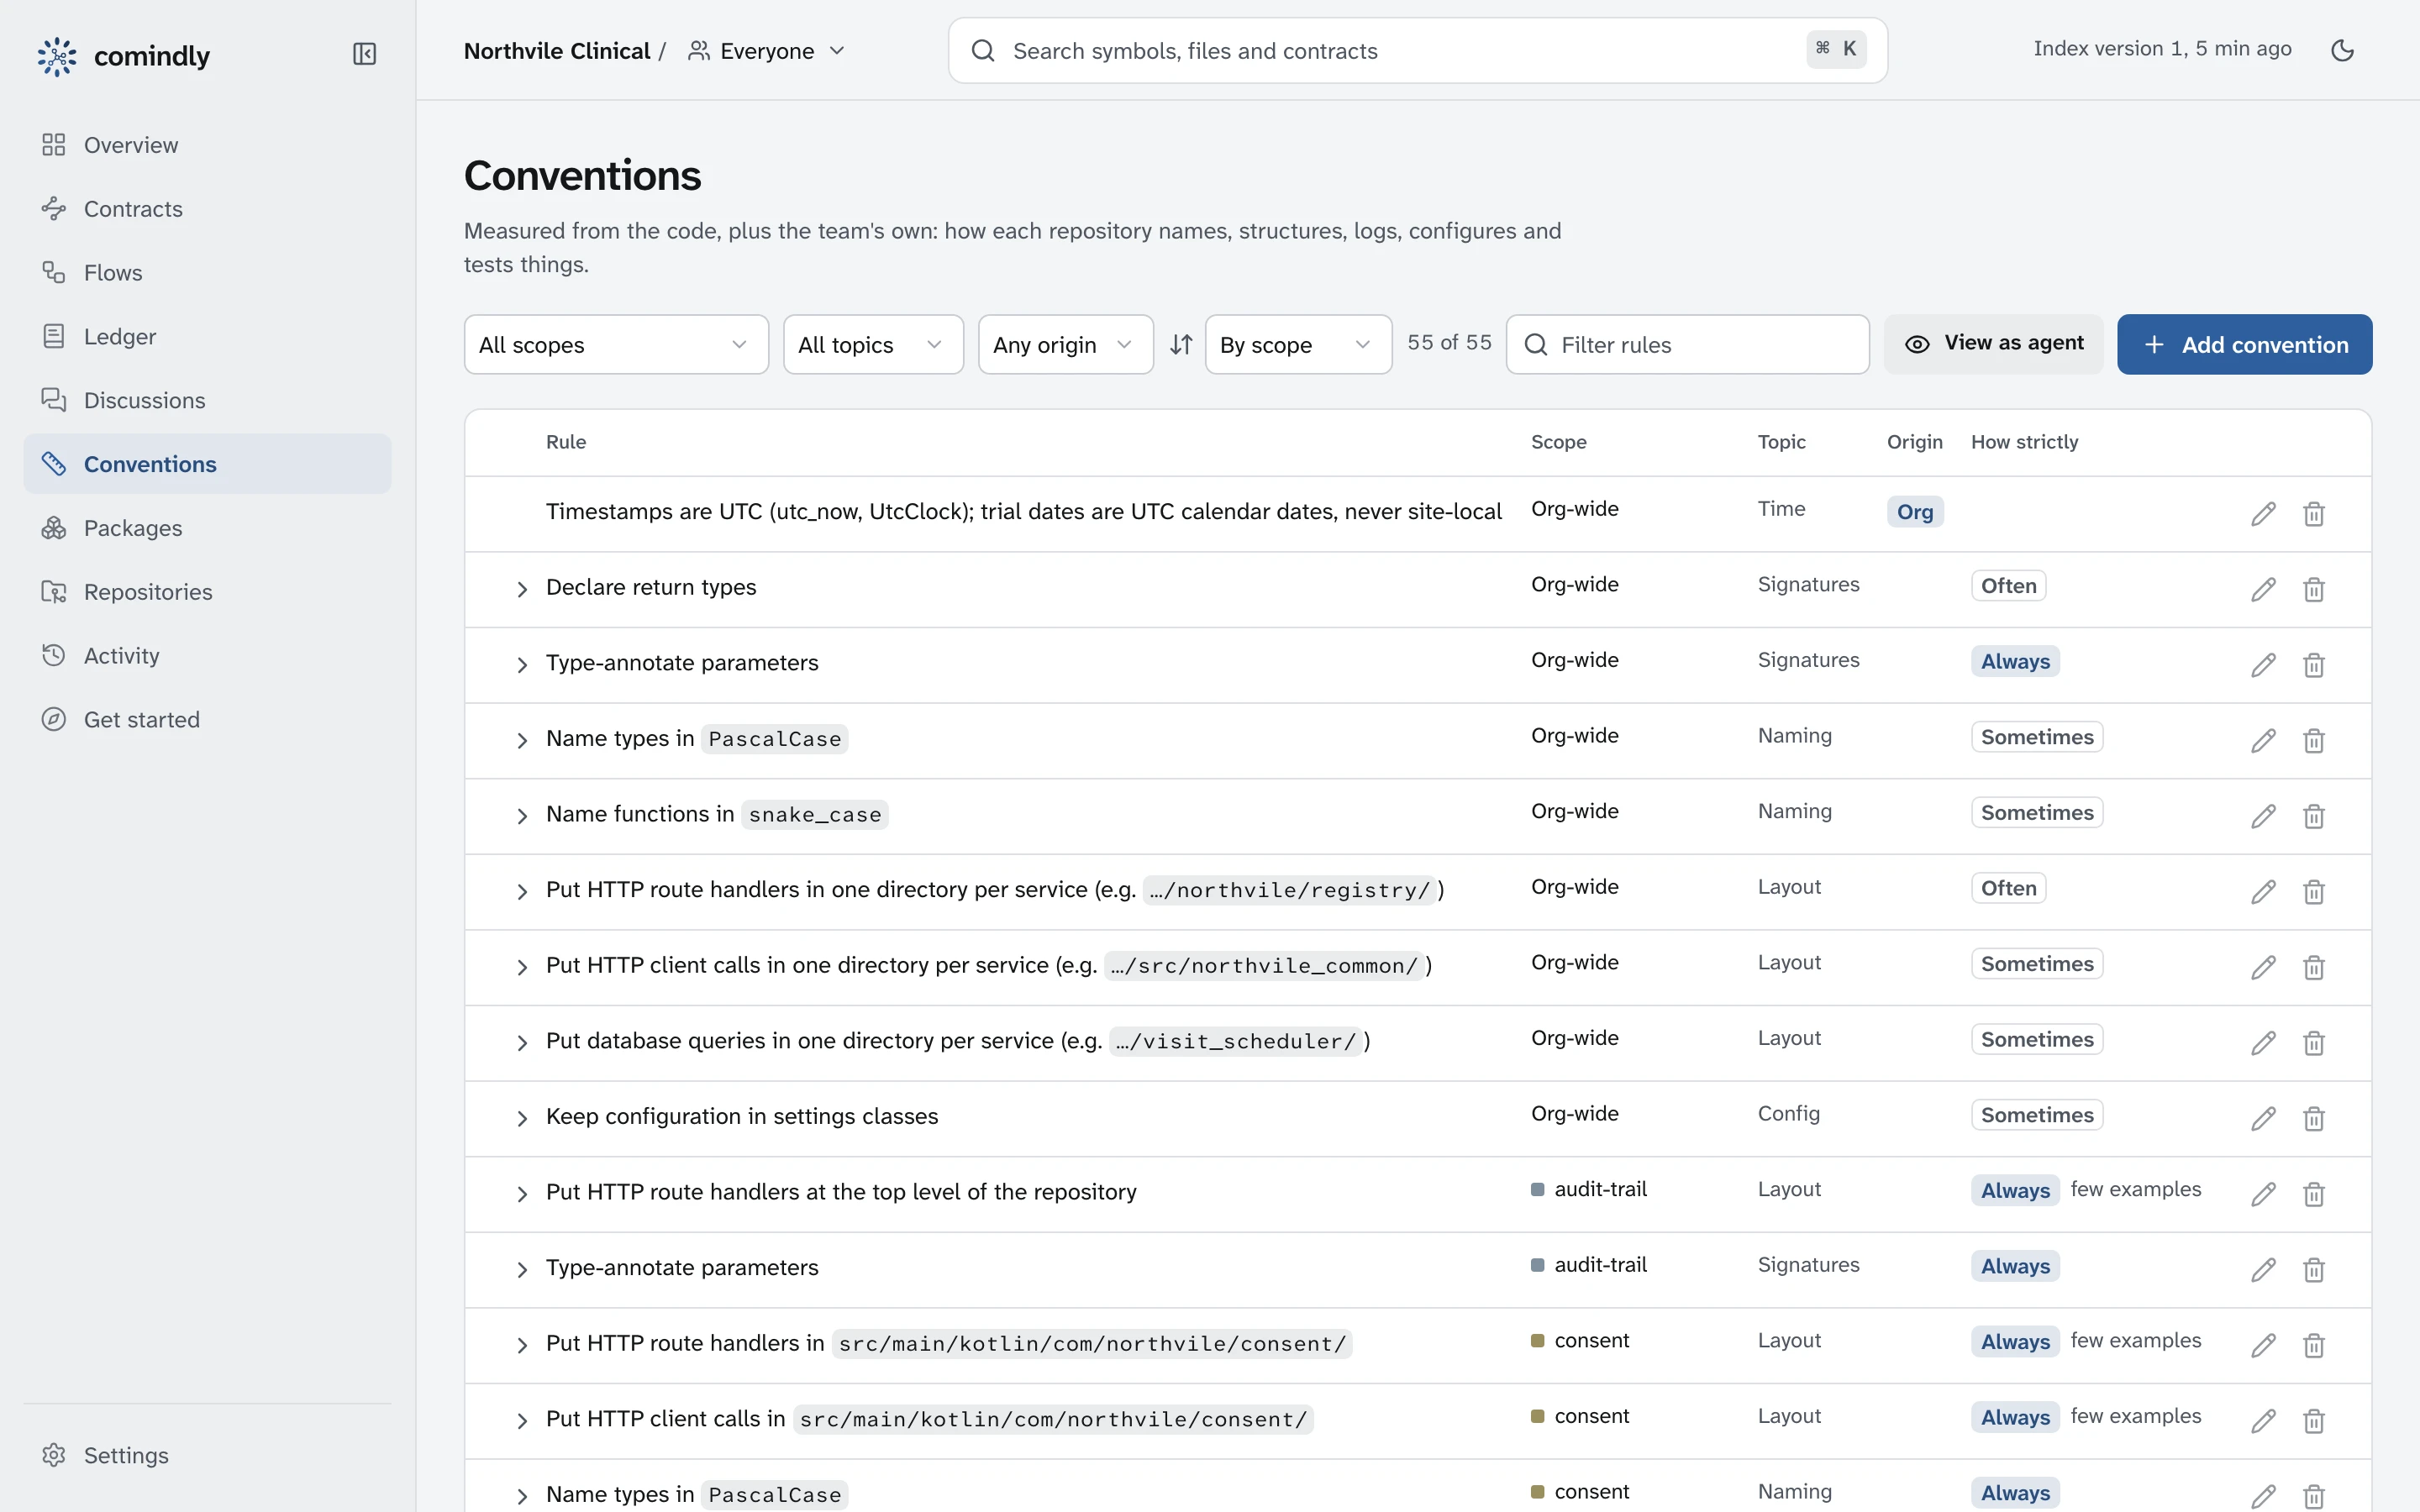 comindly
Northvile Clinical / Everyone
Search symbols, files and contracts
⌘ K
Index version 1, 5 min ago
Overview
Contracts
Flows
Ledger
Discussions
Conventions
Packages
Repositories
Activity
Get started
Settings
Conventions
Measured from the code, plus the team's own: how each repository names, structures, logs, configures and
tests things.
All scopes All topics Any origin By scope 55 of 55 Filter rules View as agent Add convention
Rule Scope Topic Origin How strictly
Timestamps are UTC (utc_now, UtcClock); trial dates are UTC calendar dates, never site-local Org-wide Time Org
Declare return types Org-wide Signatures Often
Type-annotate parameters Org-wide Signatures Always
Name types in PascalCase Org-wide Naming Sometimes
Name functions in snake_case Org-wide Naming Sometimes
Put HTTP route handlers in one directory per service (e.g. …/northvile/registry/) Org-wide Layout Often
Put HTTP client calls in one directory per service (e.g. …/src/northvile_common/) Org-wide Layout Sometimes
Put database queries in one directory per service (e.g. …/visit_scheduler/) Org-wide Layout Sometimes
Keep configuration in settings classes Org-wide Config Sometimes
Put HTTP route handlers at the top level of the repository audit-trail Layout Always few examples
Type-annotate parameters audit-trail Signatures Always
Put HTTP route handlers in src/main/kotlin/com/northvile/consent/ consent Layout Always few examples
Put HTTP client calls in src/main/kotlin/com/northvile/consent/ consent Layout Always few examples
Name types in PascalCase consent Naming Always